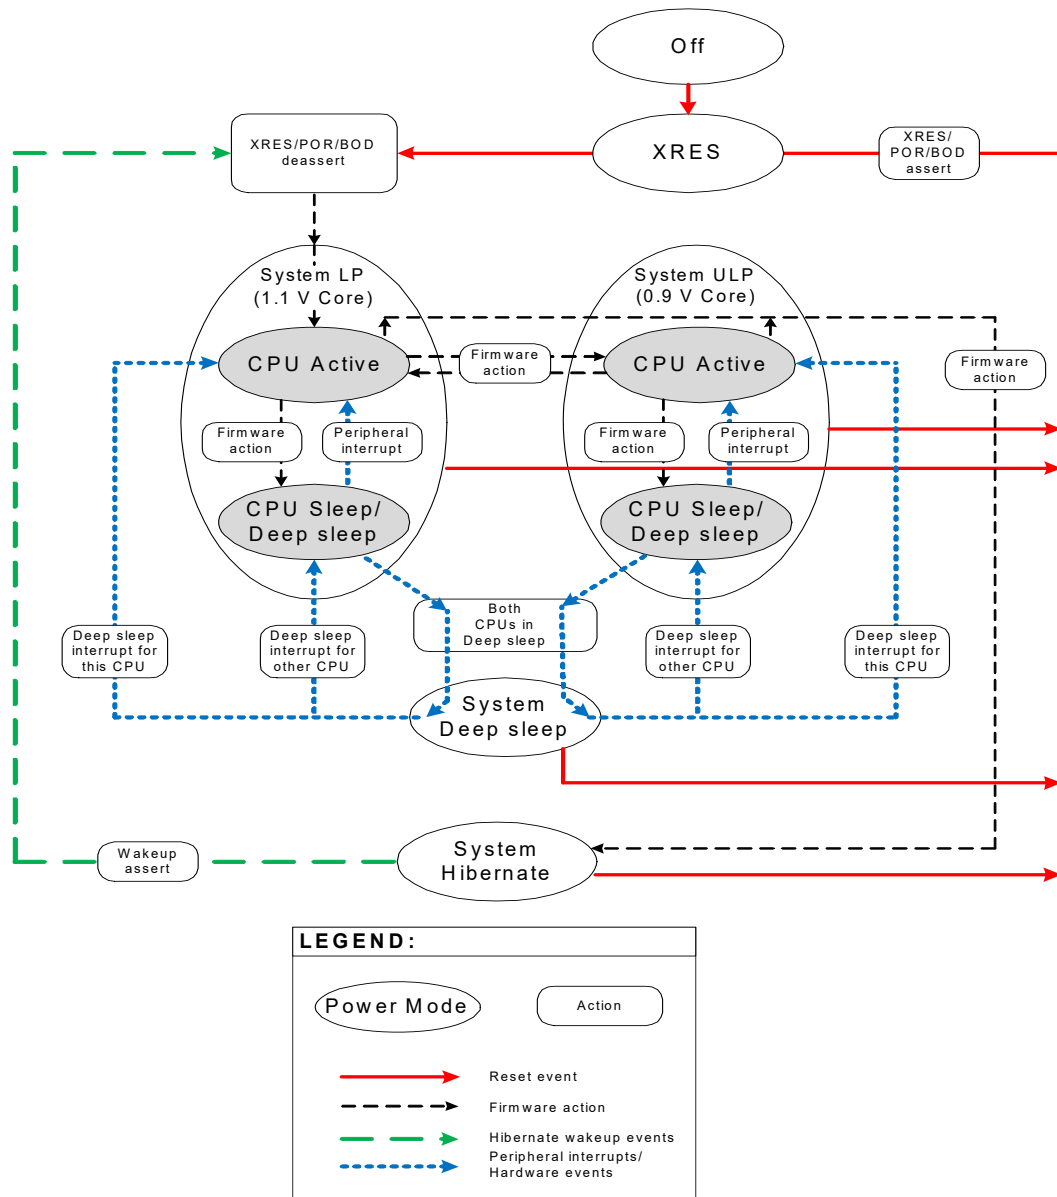 Off
XRES/POR/BOD
deassert
XRES
XRES/
POR/BOD
assert
System LP
(1.1 V Core)
System ULP
(0.9 V Core)
CPU Active
Firmware
action
CPU Active
Firmware
action
Firmware
action
Peripheral
interrupt
Firmware
action
Peripheral
interrupt
CPU Sleep/
Deep sleep
CPU Sleep/
Deep sleep
Both
CPUs in
Deep sleep
Deep sleep
interrupt for
this CPU
Deep sleep
interrupt for
other CPU
Deep sleep
interrupt for
other CPU
Deep sleep
interrupt for
this CPU
System
Deep sleep
Wakeup
assert
System
Hibernate
LEGEND:
Power Mode
Action
Reset event
Firmware action
Hibernate wakeup events
Peripheral interrupts/
Hardware events